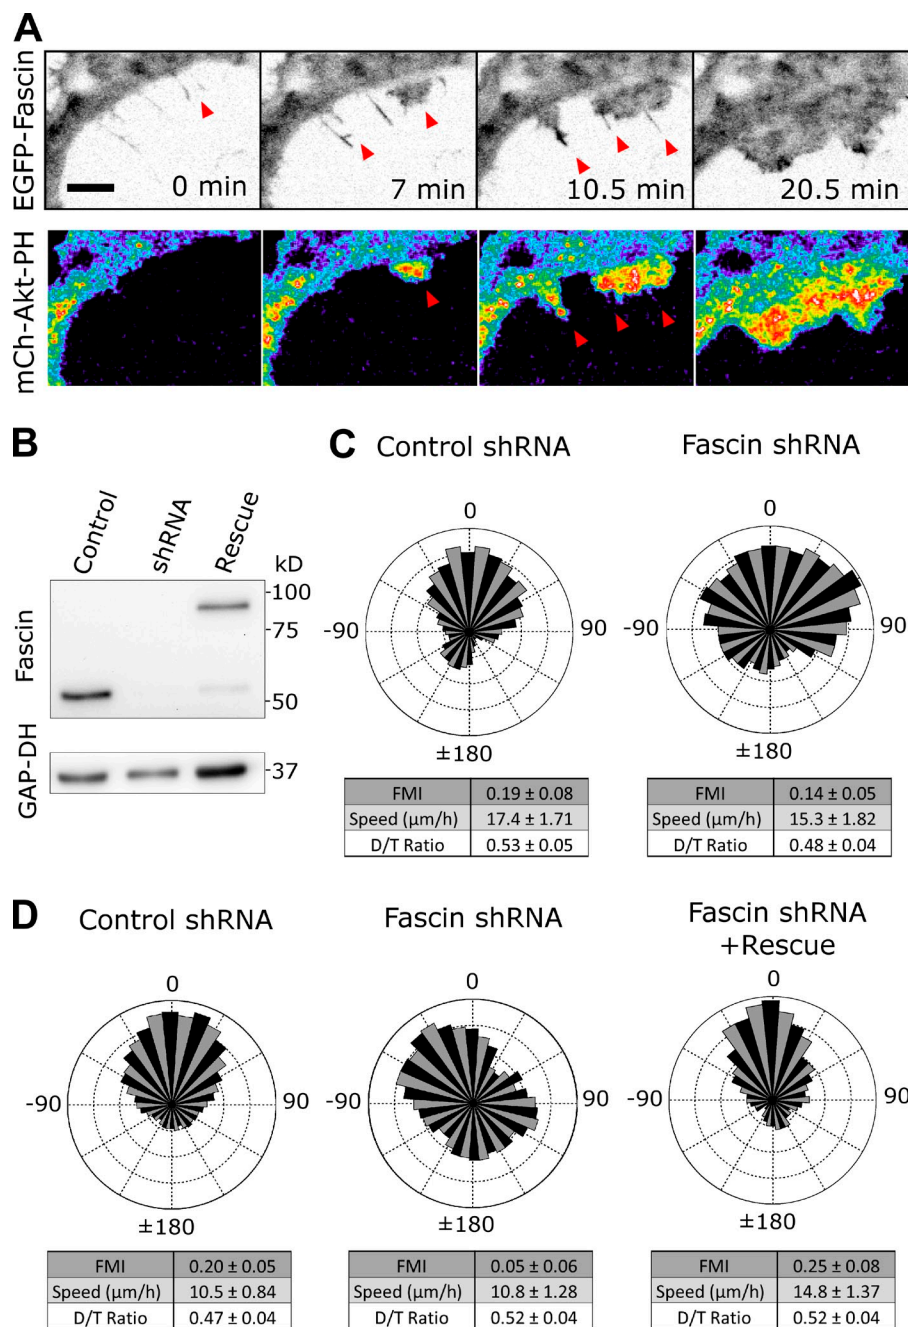 A
EGFP-Fascin
0 min
7 min
10.5 min
20.5 min
mCh-Akt-PH
B
Control
shRNA
Rescue
kD
Fascin
-100
-75
-50
GAP-DH
-37
C
Control shRNA
0
-90
90
±180
FMI 0.19 ± 0.08
Speed (µm/h) 17.4 ± 1.71
D/T Ratio 0.53 ± 0.05
Fascin shRNA
0
-90
90
±180
FMI 0.14 ± 0.05
Speed (µm/h) 15.3 ± 1.82
D/T Ratio 0.48 ± 0.04
D
Control shRNA
0
-90
90
±180
FMI 0.20 ± 0.05
Speed (µm/h) 10.5 ± 0.84
D/T Ratio 0.47 ± 0.04
Fascin shRNA
0
-90
90
±180
FMI 0.05 ± 0.06
Speed (µm/h) 10.8 ± 1.28
D/T Ratio 0.52 ± 0.04
Fascin shRNA
+Rescue
0
-90
90
±180
FMI 0.25 ± 0.08
Speed (µm/h) 14.8 ± 1.37
D/T Ratio 0.52 ± 0.04